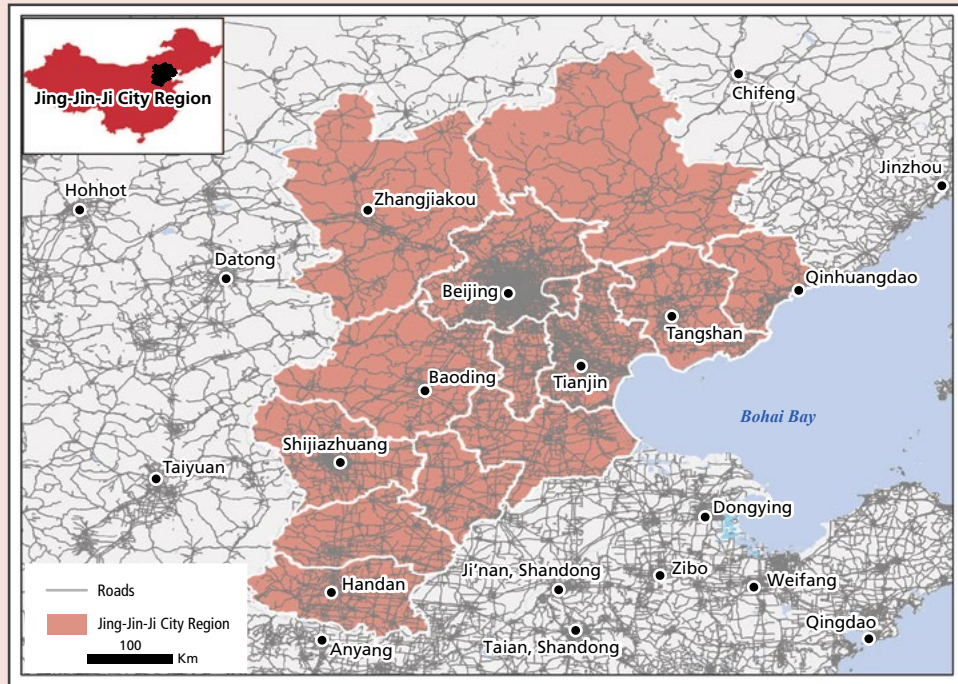 Jing-Jin-Ji City Region
Chifeng
Jinzhou
Hohhot
Zhangjiakou
Datong
Qinhuangdao
Beijing
Tangshan
Tianjin
Baoding
Bohai Bay
Shijiazhuang
Taiyuan
Dongying
Ji’nan, Shandong
Zibo
Weifang
Handan
Qingdao
Taian, Shandong
Anyang
Roads
Jing-Jin-Ji City Region
100
Km